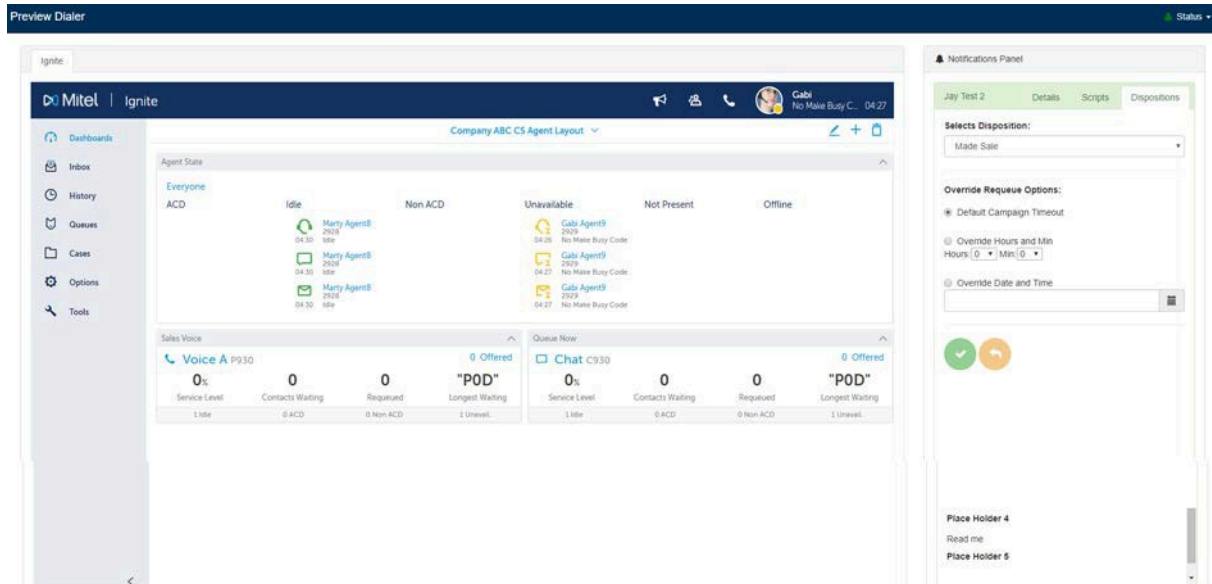 Preview Dialer
Status
Ignite
Mitel | Ignite
Gabi
No Make Busy C... 04:27
Company ABC CS Agent Layout
Dashboards
Inbox
History
Queues
Cases
Options
Tools
Agent State
Everyone
ACD Idle Non ACD Unavailable Not Present Offline
Marty Agent8
2928
04:30 Idle
Marty Agent8
2928
04:30 Idle
Marty Agent8
2928
04:30 Idle
Gabi Agent9
2929
04:26 No Make Busy Code
Gabi Agent9
2929
04:27 No Make Busy Code
Gabi Agent9
2929
04:27 No Make Busy Code
Sales Voice
Voice A P930 0 Offered
0% 0 0 "P0D"
Service Level Contacts Waiting Requeued Longest Waiting
1 Idle 0 ACD 0 Non ACD 1 Unavail.
Queue Now
Chat C930 0 Offered
0% 0 0 "P0D"
Service Level Contacts Waiting Requeued Longest Waiting
1 Idle 0 ACD 0 Non ACD 1 Unavail.
Notifications Panel
Jay Test 2 Details Scripts Dispositions
Selects Disposition:
Made Sale
Override Requeue Options:
Default Campaign Timeout
Override Hours and Min
Hours: 0 Min: 0
Override Date and Time
Place Holder 4
Read me
Place Holder 5